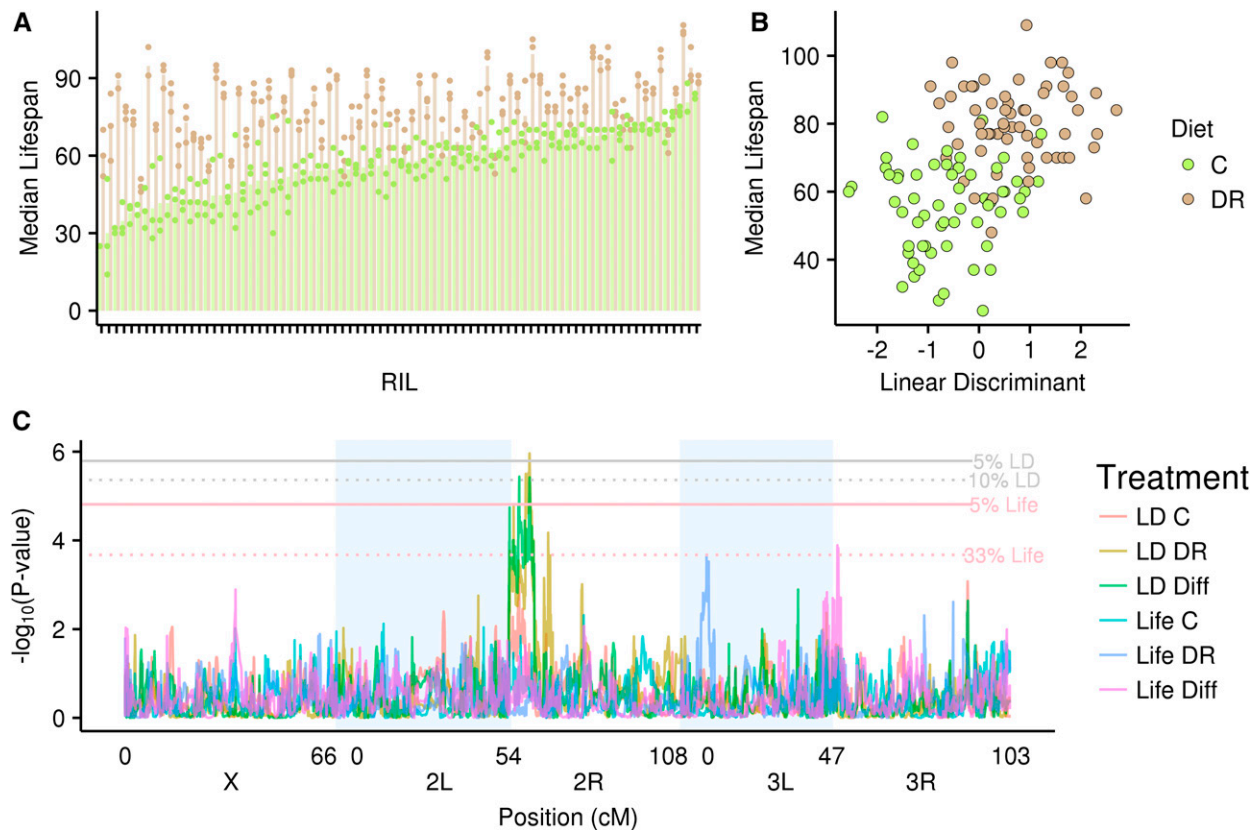 A
Median Lifespan
90
60
30
0
RIL
B
Median Lifespan
100
80
60
40
-2 -1 0 1 2
Linear Discriminant
Diet
C
DR
C
-log10(P-value)
6
4
2
0
5% LD
10% LD
5% Life
33% Life
0 66 0 54 108 0 47 103
X 2L 2R 3L 3R
Position (cM)
Treatment
LD C
LD DR
LD Diff
Life C
Life DR
Life Diff